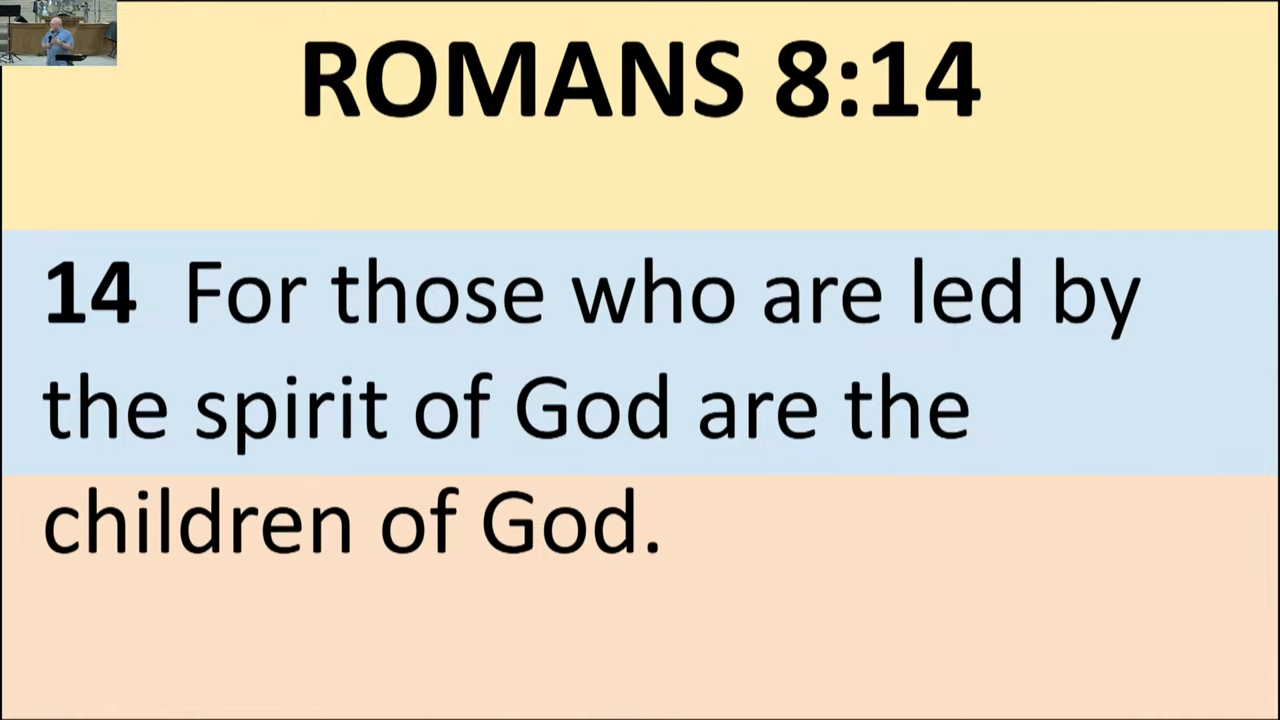 ROMANS 8:14
14 For those who are led by
the spirit of God are the
children of God.